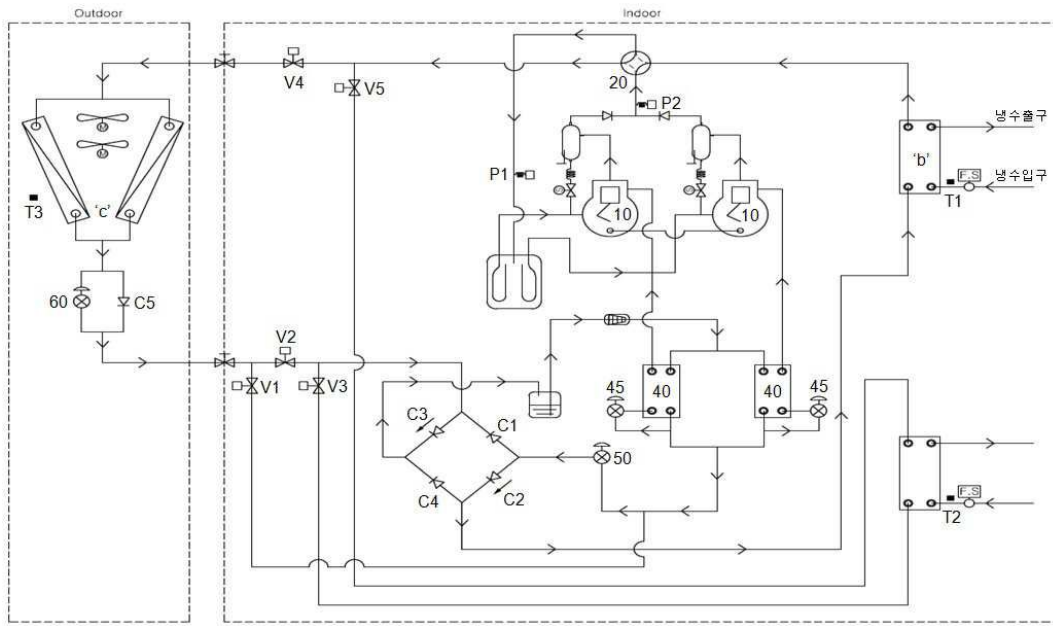 Outdoor
Indoor
V4
V5
20
P2
P1
10
10
냉수출구
'b'
F.S
냉수입구
T1
M
M
T3
'c'
60
C5
V2
V1
V3
C3
C1
C4
C2
50
45
40
40
45
F.S
T2